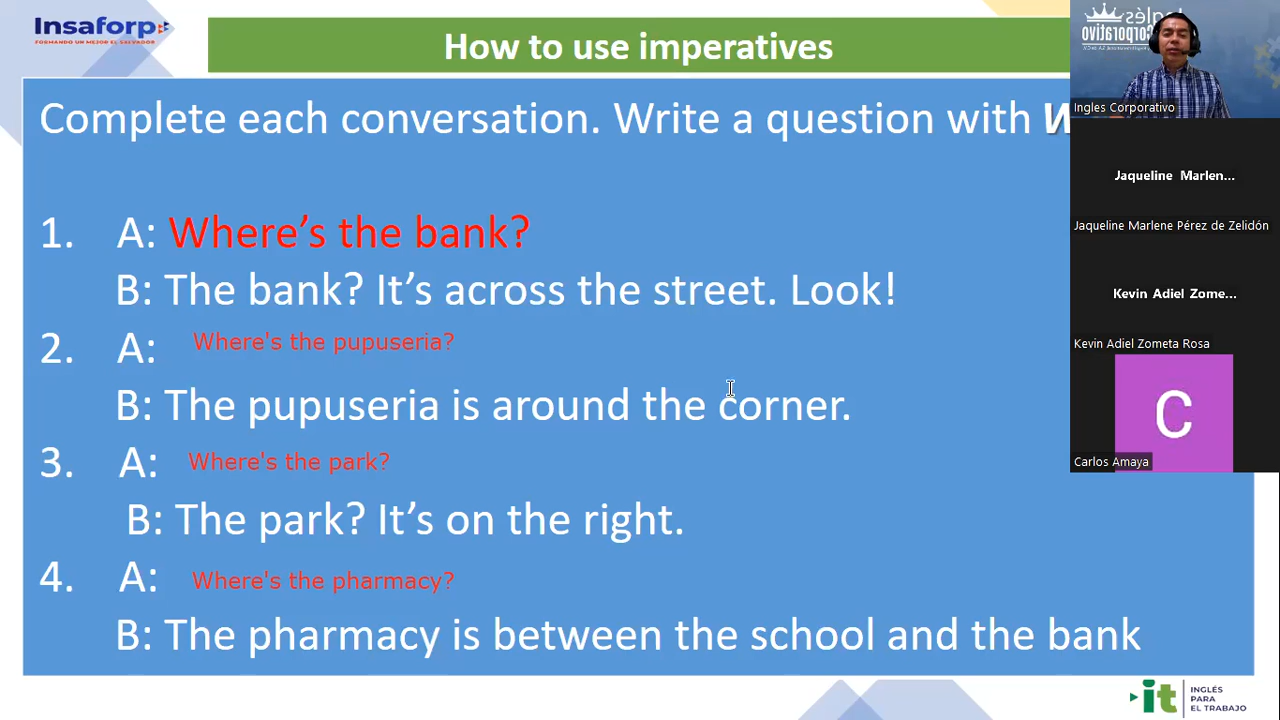 Insaforp
FORMANDO UN MEJOR EL SALVADOR
How to use imperatives
Complete each conversation. Write a question with
1. A: Where's the bank?
B: The bank? It's across the street. Look!
2. A: Where's the pupuseria?
B: The pupuseria is around the corner.
3. A: Where's the park?
B: The park? It's on the right.
4. A: Where's the pharmacy?
B: The pharmacy is between the school and the bank
Inglés
Corporativo
Ingles Corporativo
Jaqueline Marlen...
Jaqueline Marlene Pérez de Zelidón
Kevin Adiel Zome...
Kevin Adiel Zometa Rosa
C
Carlos Amaya
it
INGLÉS
PARA
EL TRABAJO